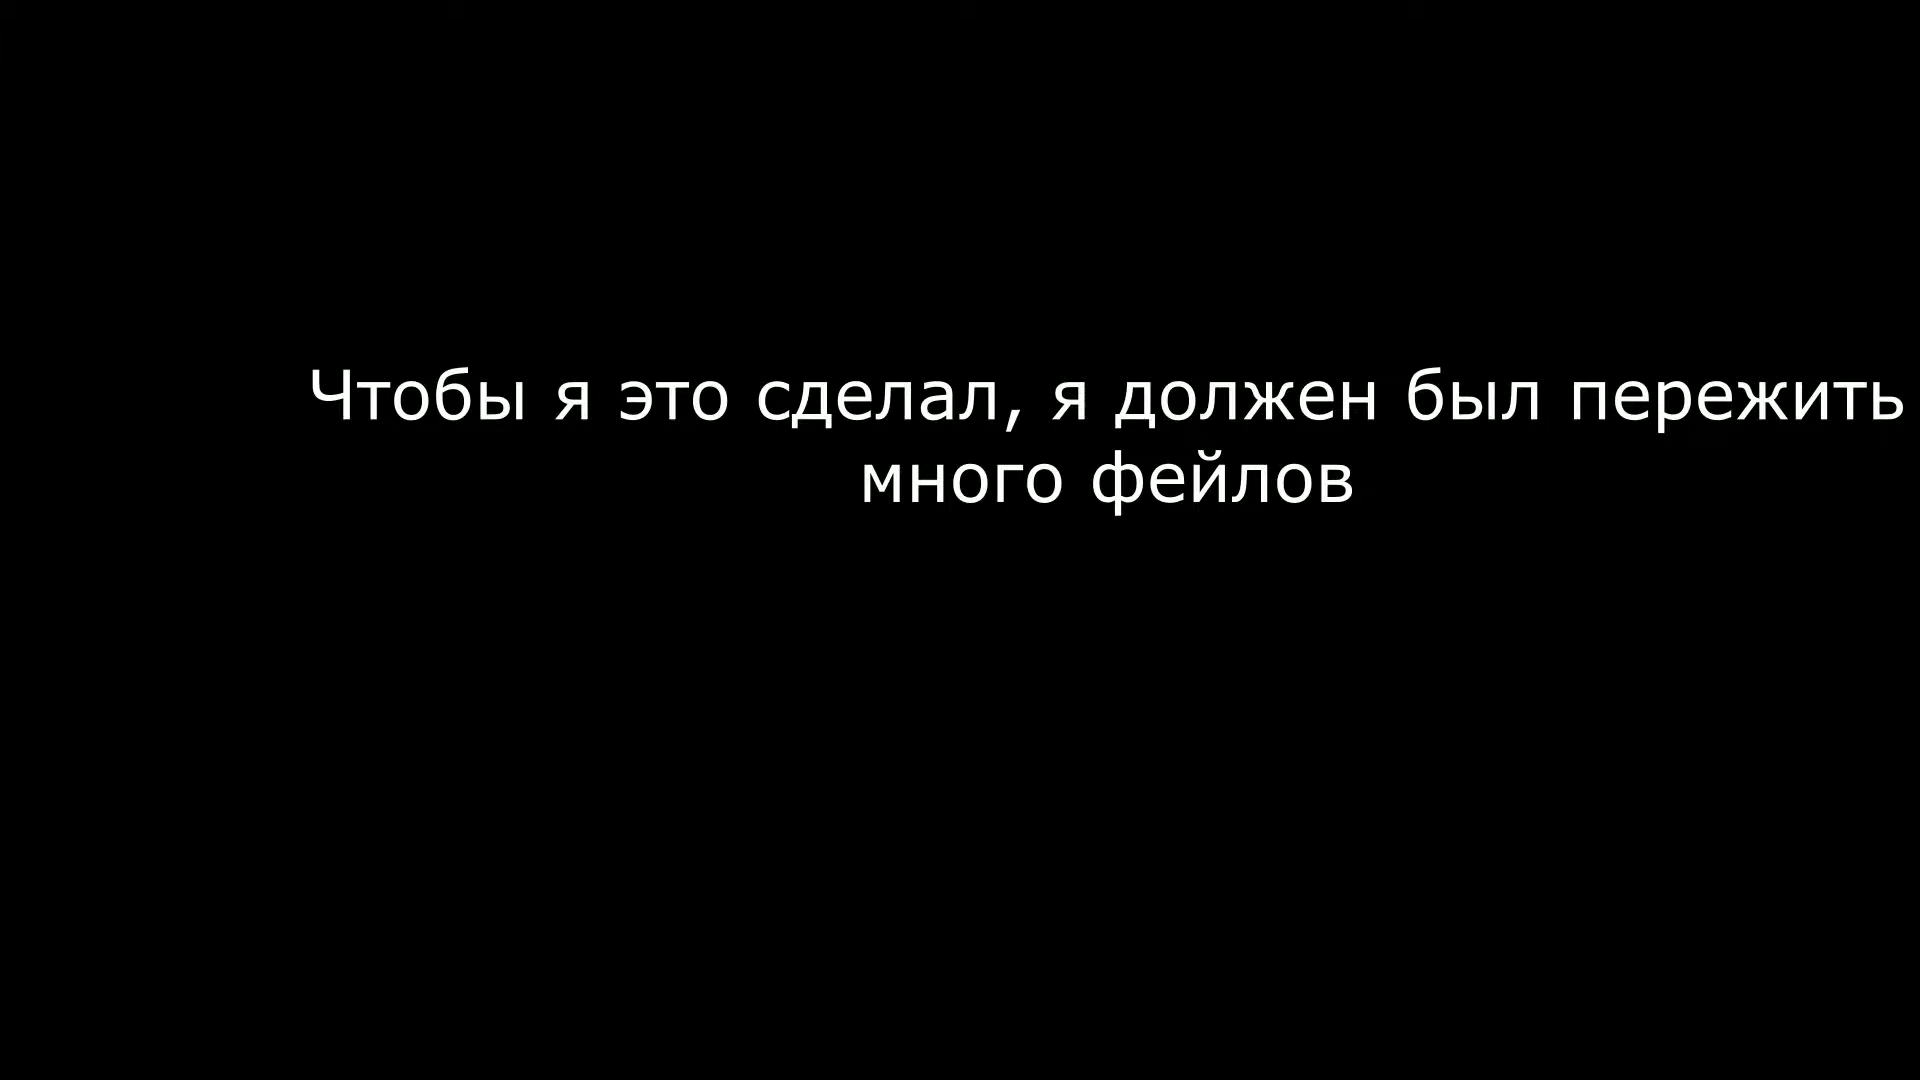 Чтобы я это сделал, я должен был пережить
много фейлов